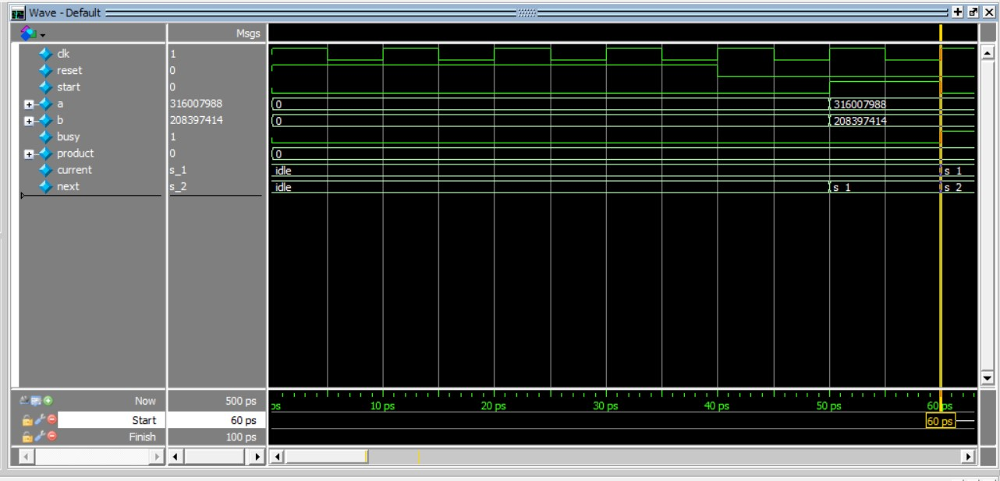 Wave - Default
Msgs
clk 1
reset 0
start 0
a 316007988 0 316007988
b 208397414 0 208397414
busy 1
product 0 0
current s_1 idle s_1
next s_2 idle s_1 s_2
Now 500 ps ps 10 ps 20 ps 30 ps 40 ps 50 ps 60 ps
Start 60 ps 60 ps
Finish 100 ps